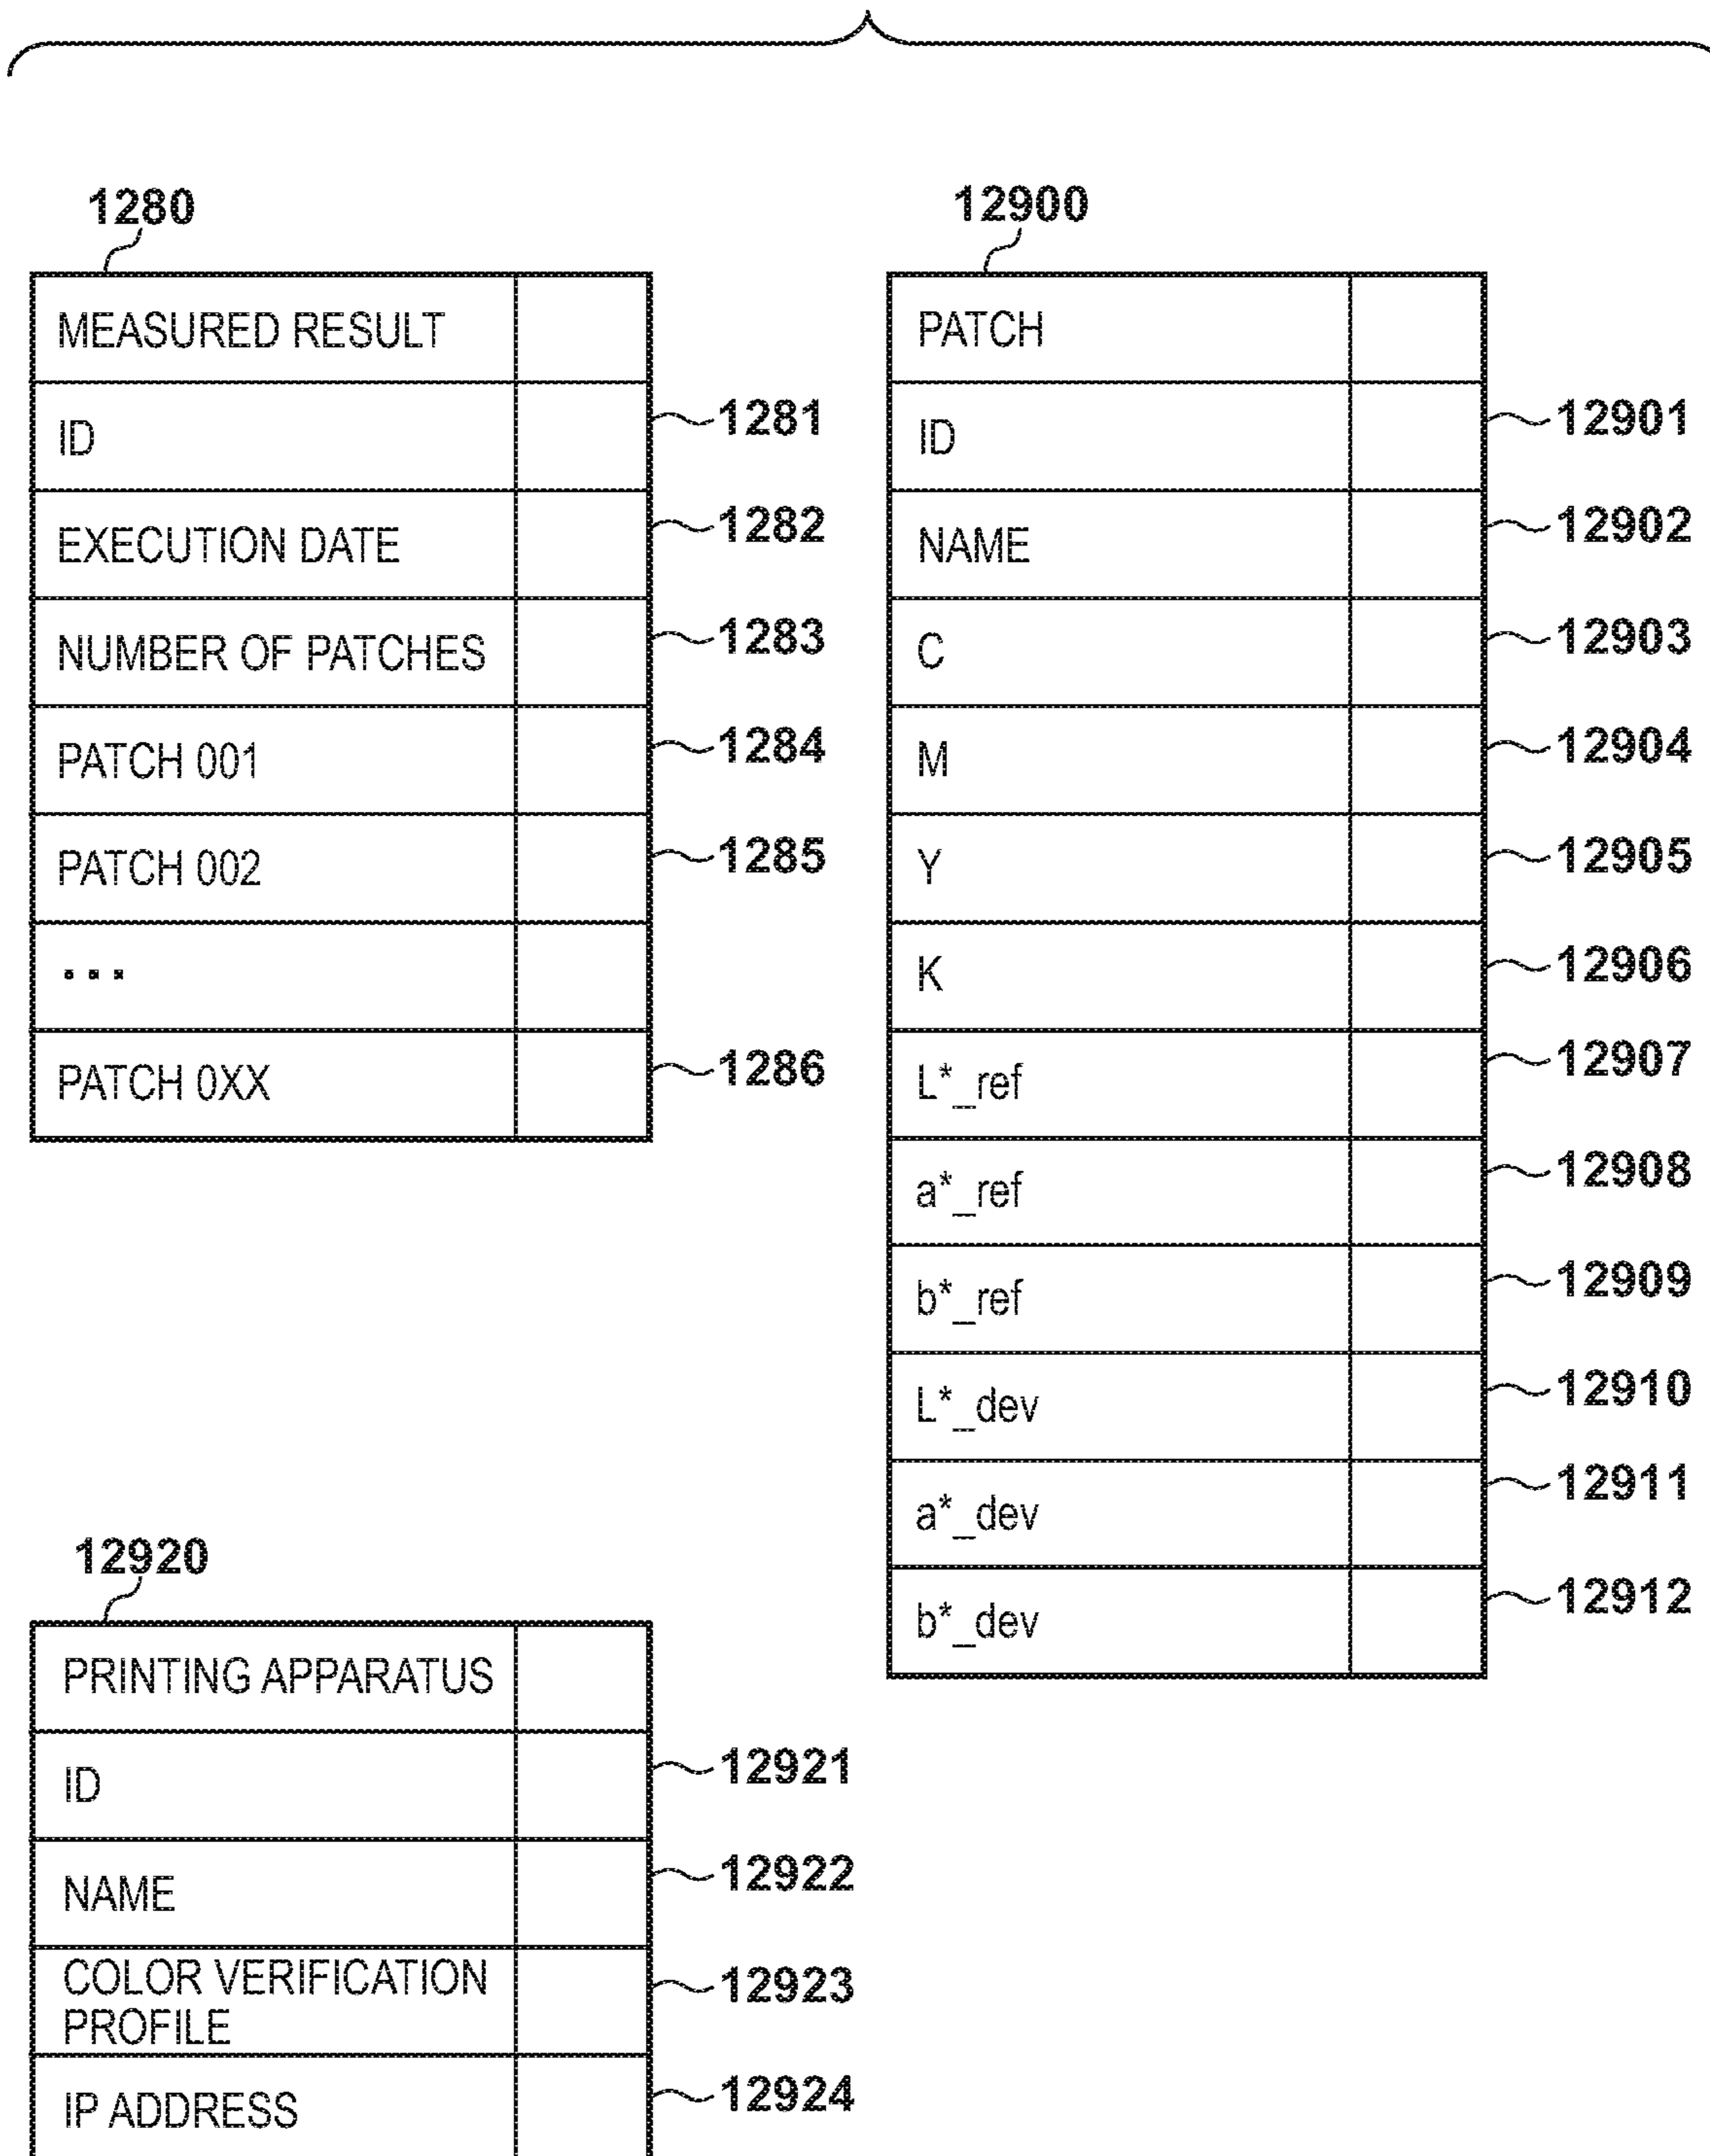 1280
MEASURED RESULT
ID
1281
EXECUTION DATE
1282
NUMBER OF PATCHES
1283
PATCH 001
1284
PATCH 002
1285
...
PATCH 0XX
1286
12900
PATCH
ID
12901
NAME
12902
C
12903
M
12904
Y
12905
K
12906
L*_ref
12907
a*_ref
12908
b*_ref
12909
L*_dev
12910
a*_dev
12911
b*_dev
12912
12920
PRINTING APPARATUS
ID
12921
NAME
12922
COLOR VERIFICATION
PROFILE
12923
IP ADDRESS
12924